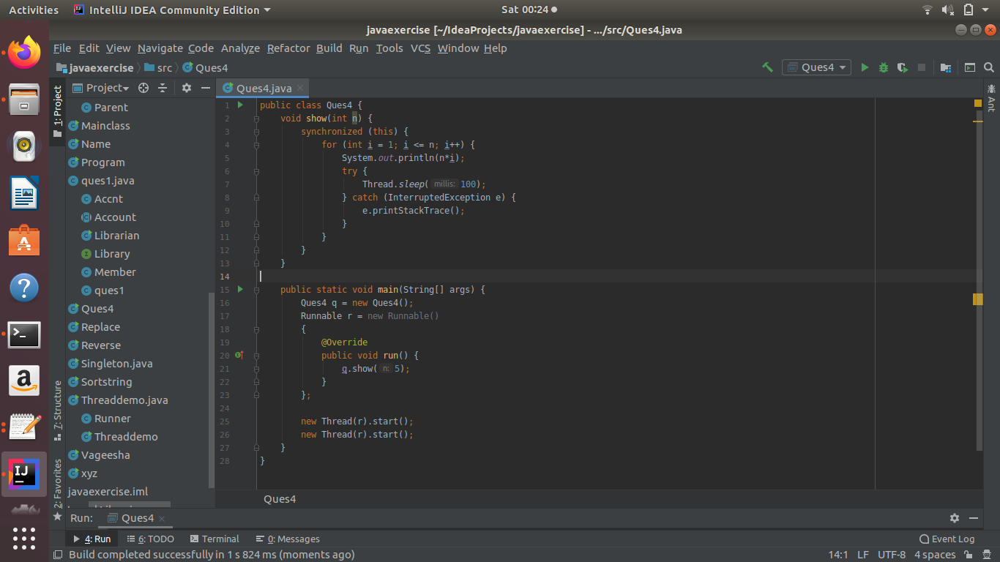 Activities IntelliJ IDEA Community Edition Sat 00:24
javaexercise [~/IdeaProjects/javaexercise] - .../src/Ques4.java
File Edit View Navigate Code Analyze Refactor Build Run Tools VCS Window Help
javaexercise src Ques4 Ques4
1: Project
7: Structure
2: Favorites
Project
Parent
Mainclass
Name
Program
ques1.java
Accnt
Account
Librarian
Library
Member
ques1
Ques4
Replace
Reverse
Singleton.java
Sortstring
Threaddemo.java
Runner
Threaddemo
Vageesha
xyz
javaexercise.iml
Ques4.java
1 public class Ques4 {
2 void show(int n) {
3 synchronized (this) {
4 for (int i = 1; i <= n; i++) {
5 System.out.println(n*i);
6 try {
7 Thread.sleep( millis: 100);
8 } catch (InterruptedException e) {
9 e.printStackTrace();
10 }
11 }
12 }
13 }
14
15 public static void main(String[] args) {
16 Ques4 q = new Ques4();
17 Runnable r = new Runnable()
18 {
19 @Override
20 public void run() {
21 q.show( n: 5);
22 }
23 };
24
25 new Thread(r).start();
26 new Thread(r).start();
27 }
28 }
Ant
Ques4
Run: Ques4
4: Run 6: TODO Terminal 0: Messages Event Log
Build completed successfully in 1 s 824 ms (moments ago) 14:1 LF UTF-8 4 spaces